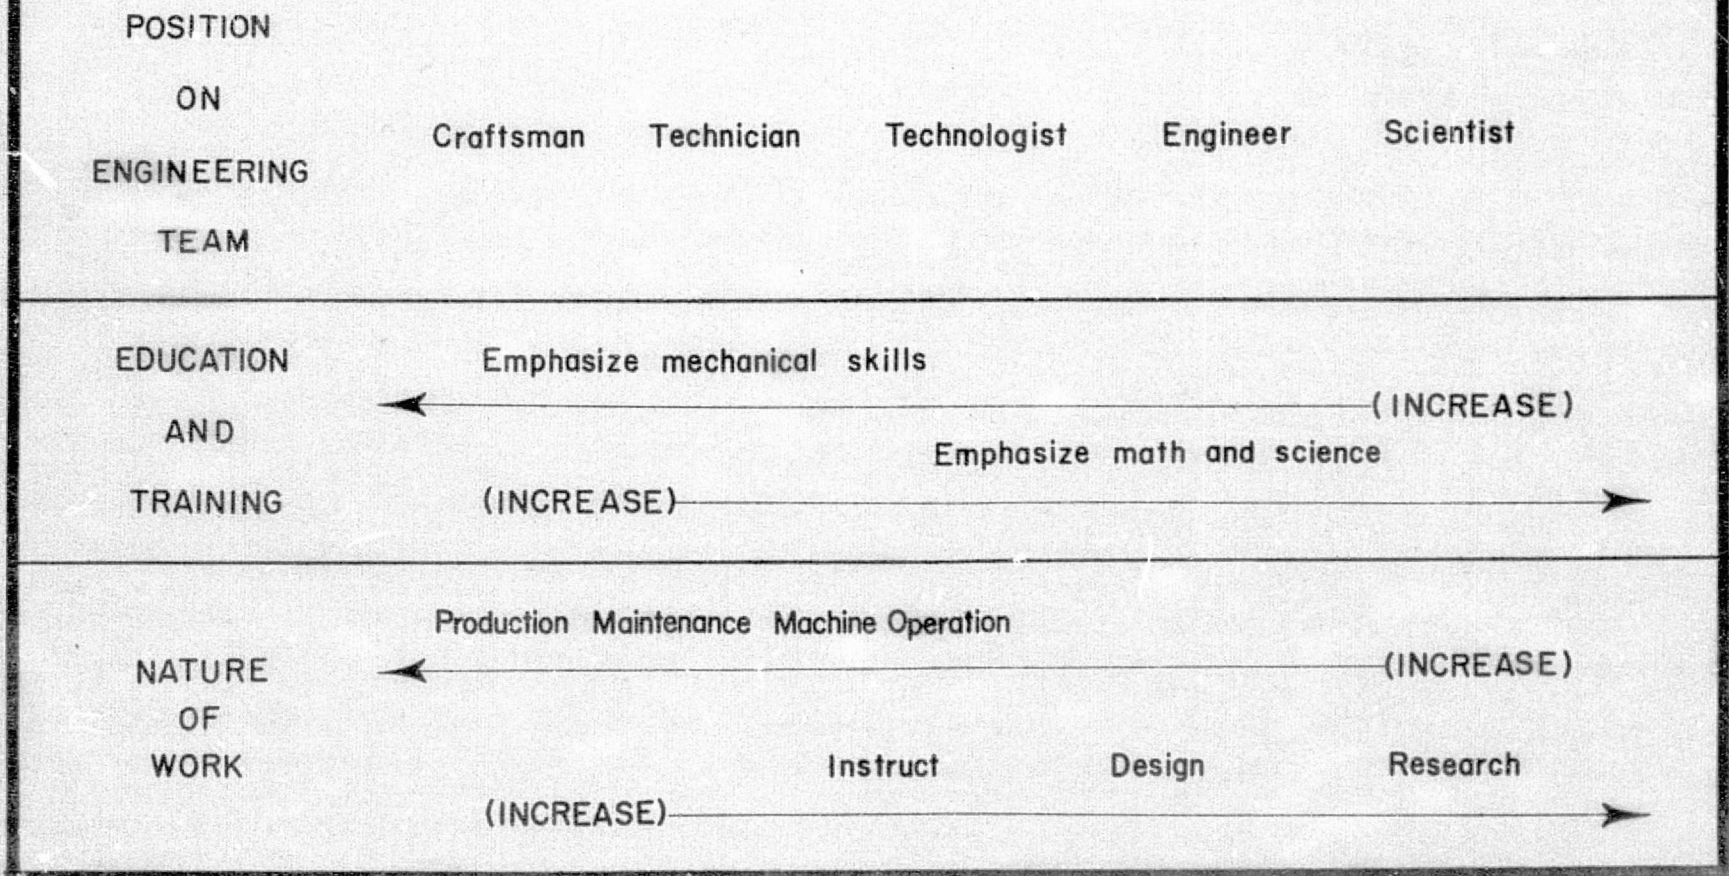 POSITION
ON
ENGINEERING
TEAM
Craftsman Technician Technologist Engineer Scientist
EDUCATION
AND
TRAINING
Emphasize mechanical skills
(INCREASE)
Emphasize math and science
(INCREASE)
NATURE
OF
WORK
Production Maintenance Machine Operation
(INCREASE)
Instruct Design Research
(INCREASE)